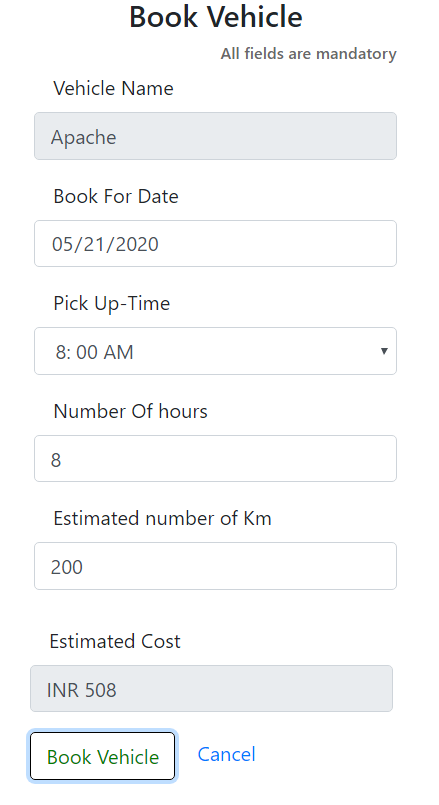 Book Vehicle
All fields are mandatory
Vehicle Name
Apache
Book For Date
05/21/2020
Pick Up-Time
8: 00 AM
Number Of hours
8
Estimated number of Km
200
Estimated Cost
INR 508
Book Vehicle Cancel